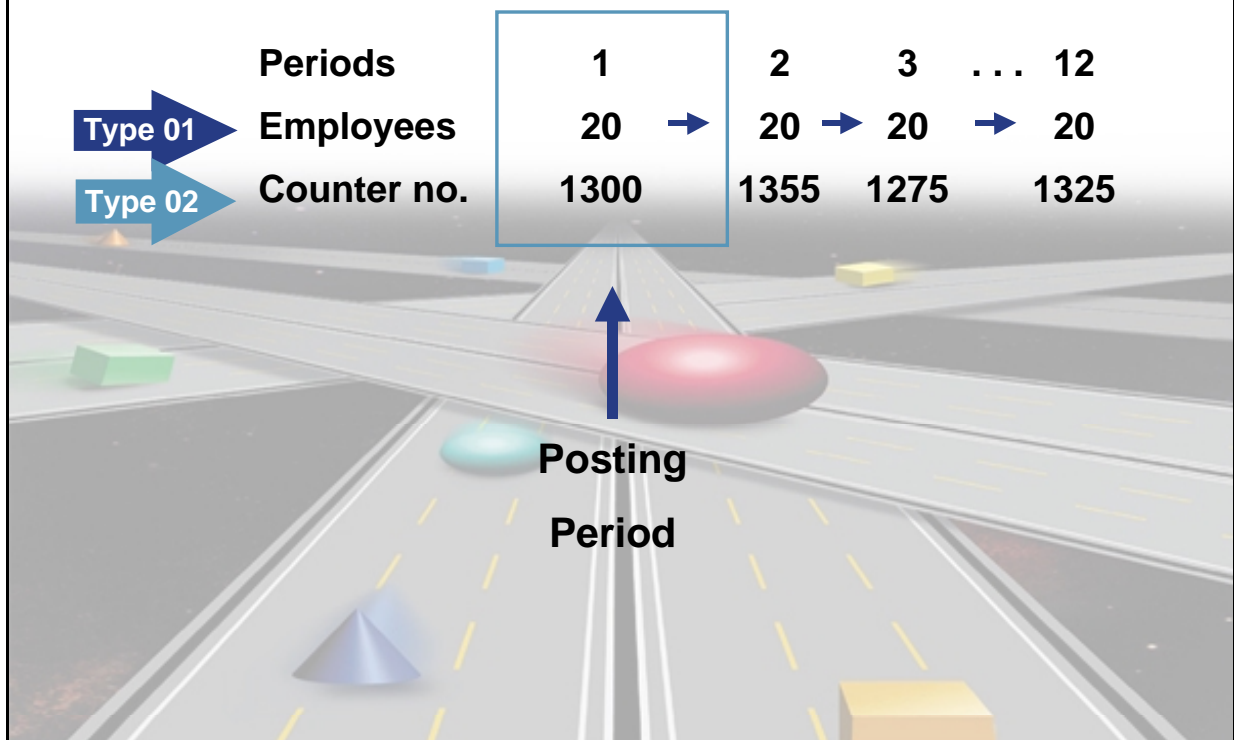 Periods 1 2 3 . . . 12
Type 01 Employees 20 20 20 20
Type 02 Counter no. 1300 1355 1275 1325
Posting
Period